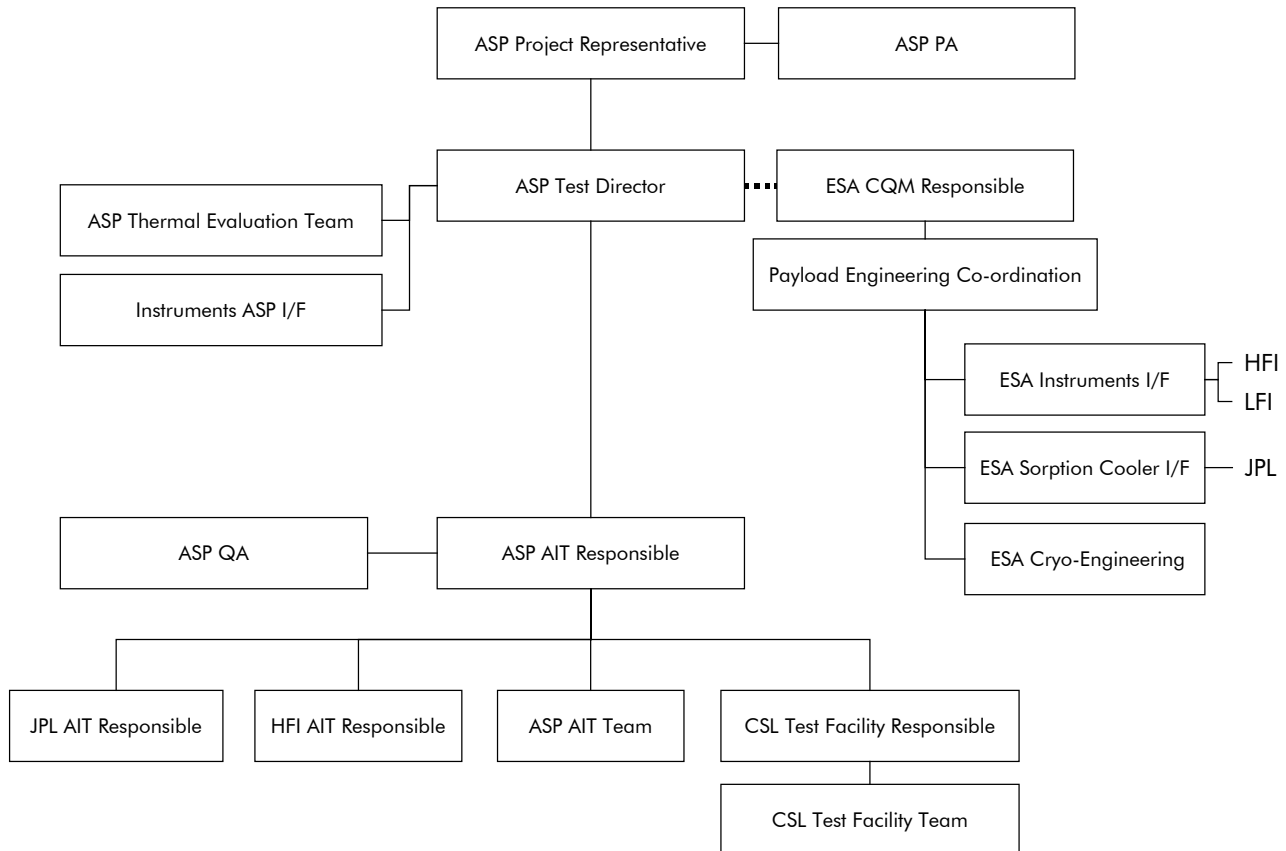 ASP Project Representative
ASP PA
ASP Test Director
ESA CQM Responsible
ASP Thermal Evaluation Team
Payload Engineering Co-ordination
Instruments ASP I/F
ESA Instruments I/F
HFI
LFI
ESA Sorption Cooler I/F
JPL
ASP QA
ASP AIT Responsible
ESA Cryo-Engineering
JPL AIT Responsible
HFI AIT Responsible
ASP AIT Team
CSL Test Facility Responsible
CSL Test Facility Team